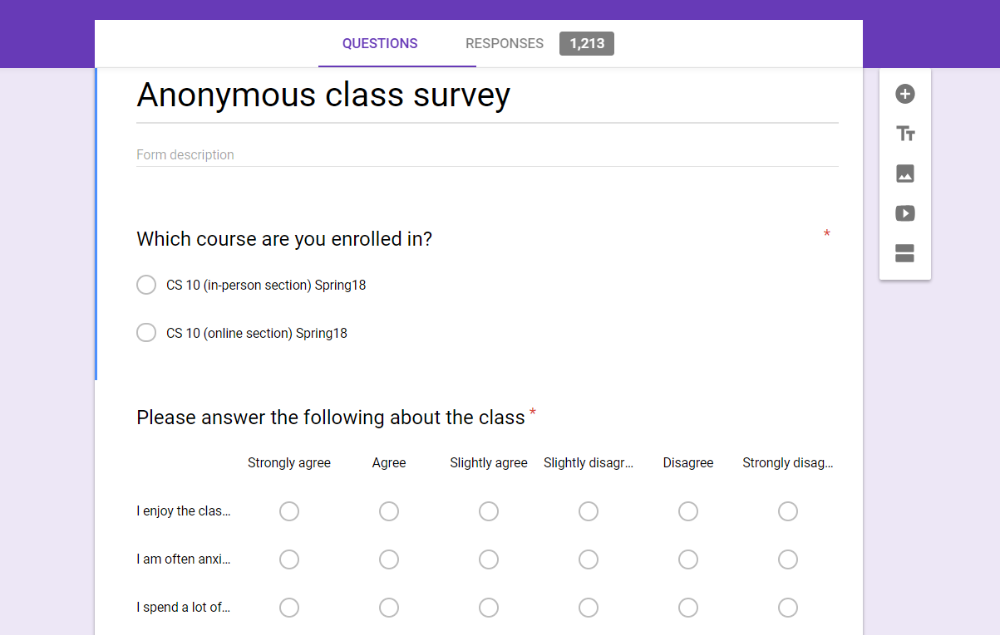 QUESTIONS RESPONSES 1,213
Anonymous class survey
Form description
Which course are you enrolled in? *
CS 10 (in-person section) Spring18
CS 10 (online section) Spring18
Please answer the following about the class *
Strongly agree Agree Slightly agree Slightly disagr... Disagree Strongly disag...
I enjoy the clas...
I am often anxi...
I spend a lot of...